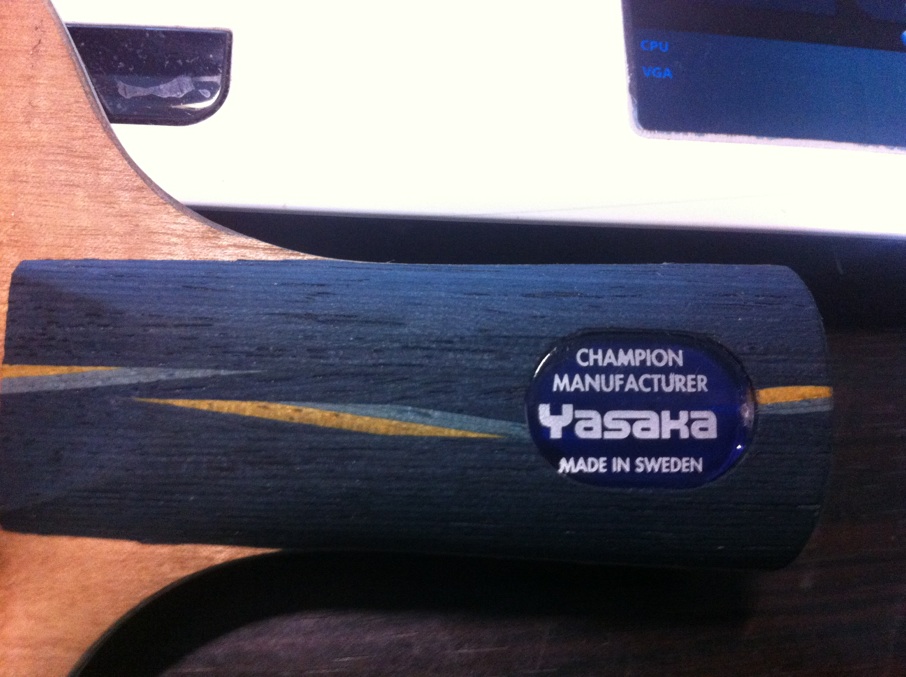 CPU
VGA
CHAMPION
MANUFACTURER
Yasaka
MADE IN SWEDEN